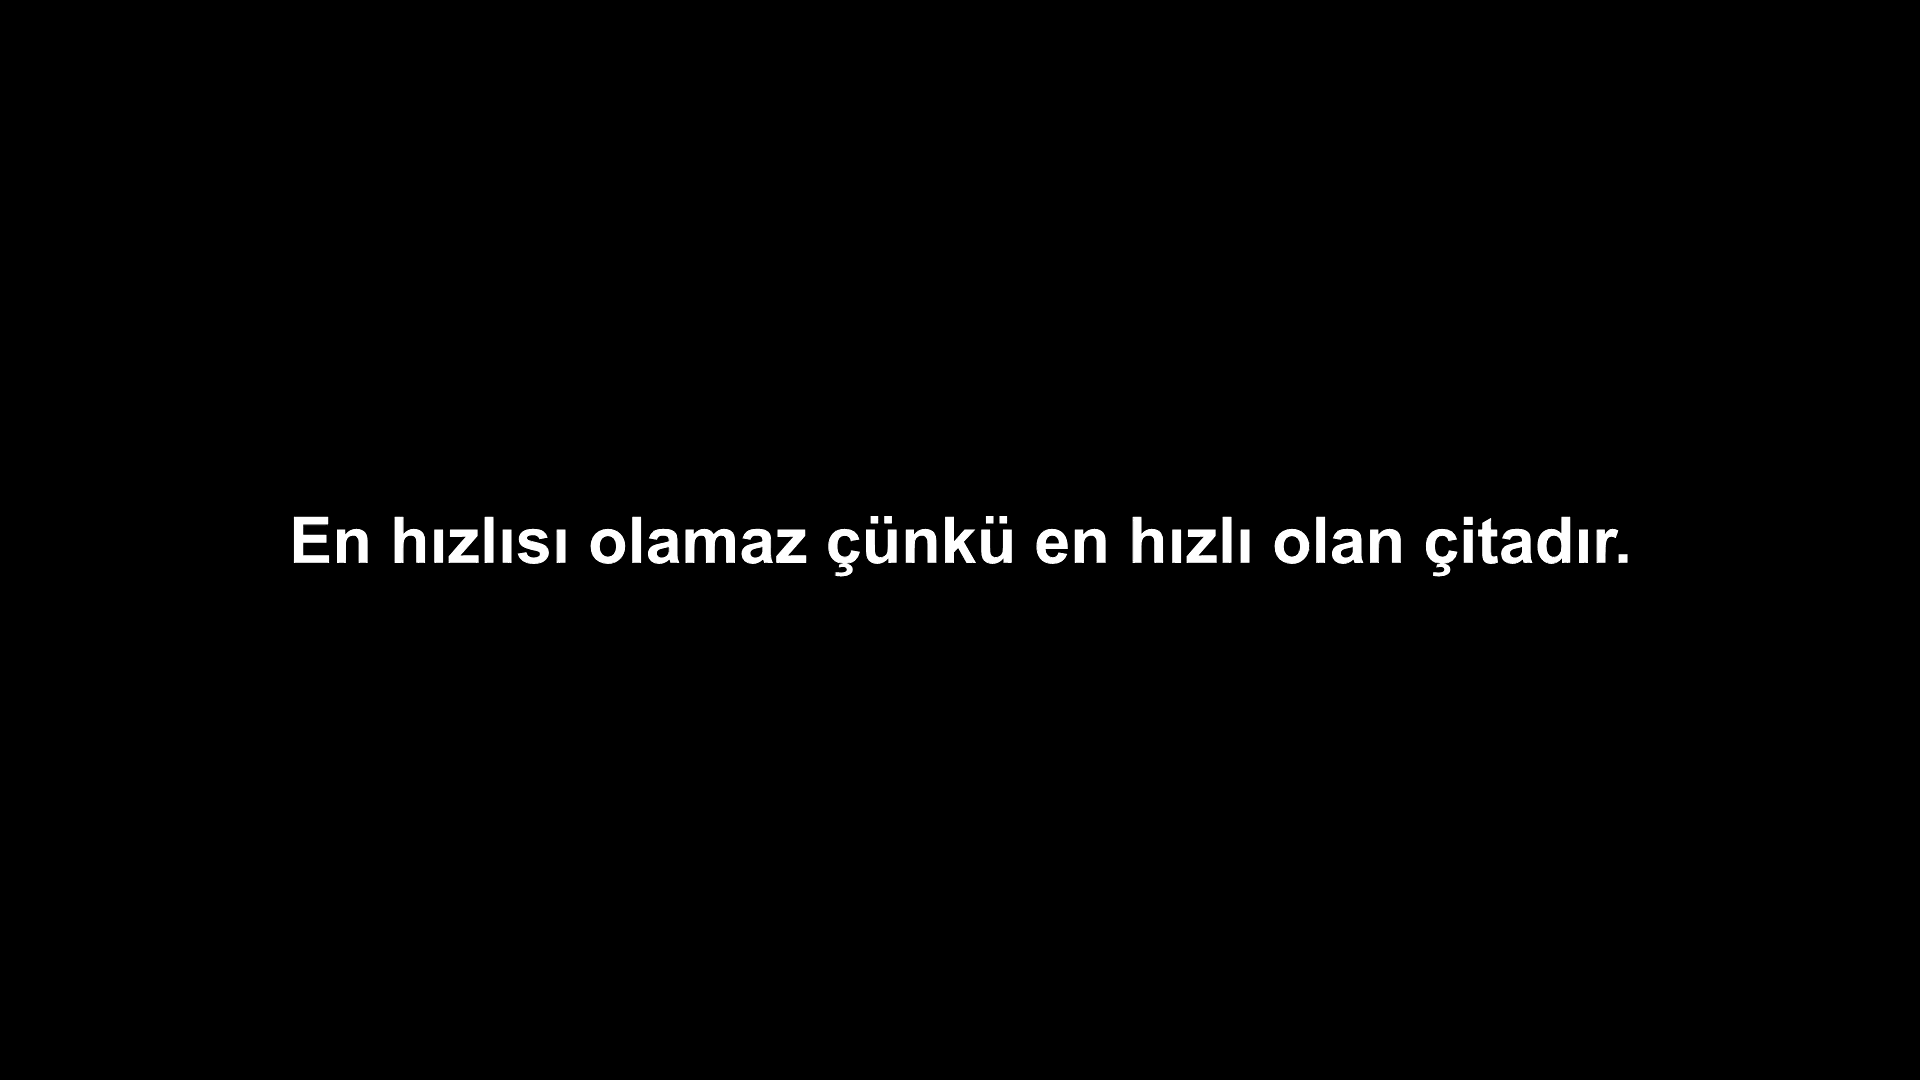 En hızlısı olamaz çünkü en hızlı olan çitadır.